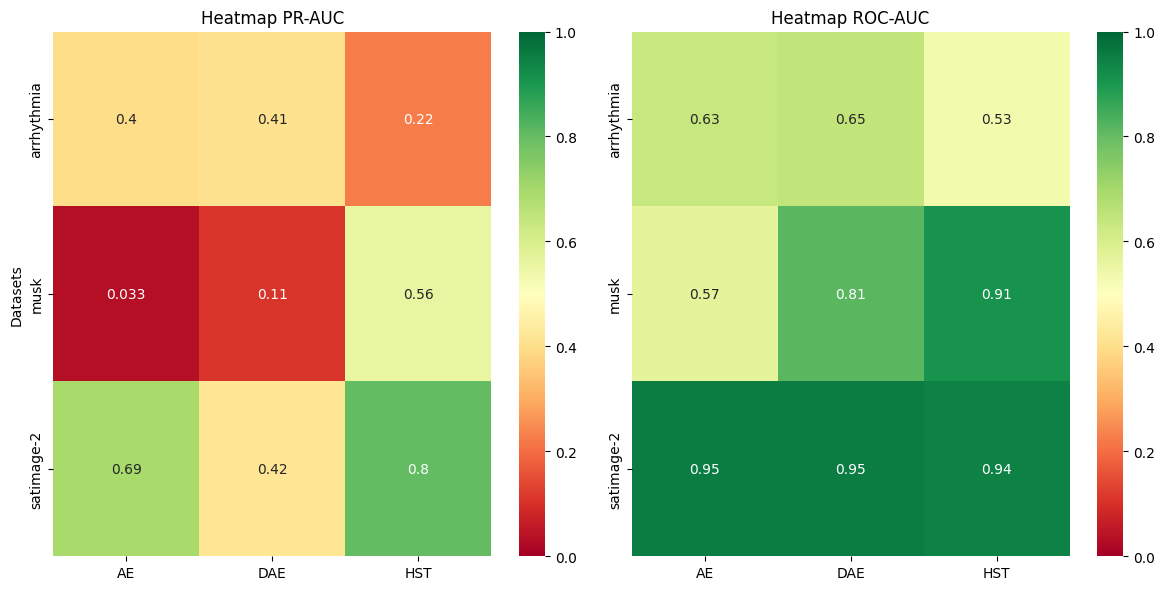 Heatmap PR-AUC
Datasets
arrhythmia
musk
satimage-2
0.4 0.41 0.22
0.033 0.11 0.56
0.69 0.42 0.8
AE DAE HST
1.0
0.8
0.6
0.4
0.2
0.0
Heatmap ROC-AUC
arrhythmia
musk
satimage-2
0.63 0.65 0.53
0.57 0.81 0.91
0.95 0.95 0.94
AE DAE HST
1.0
0.8
0.6
0.4
0.2
0.0